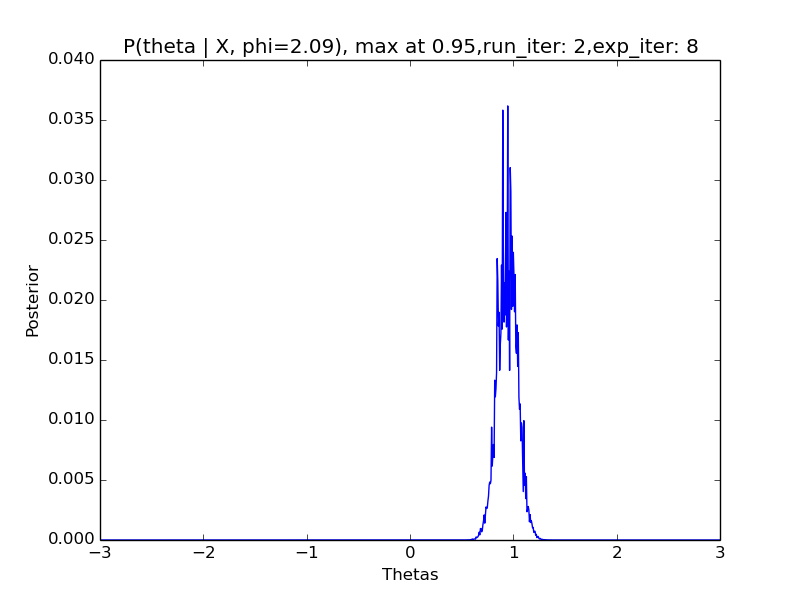 P(theta | X, phi=2.09), max at 0.95,run_iter: 2,exp_iter: 8
0.040
0.035
0.030
0.025
0.020
0.015
0.010
0.005
0.000
Posterior
−3 −2 −1 0 1 2 3
Thetas